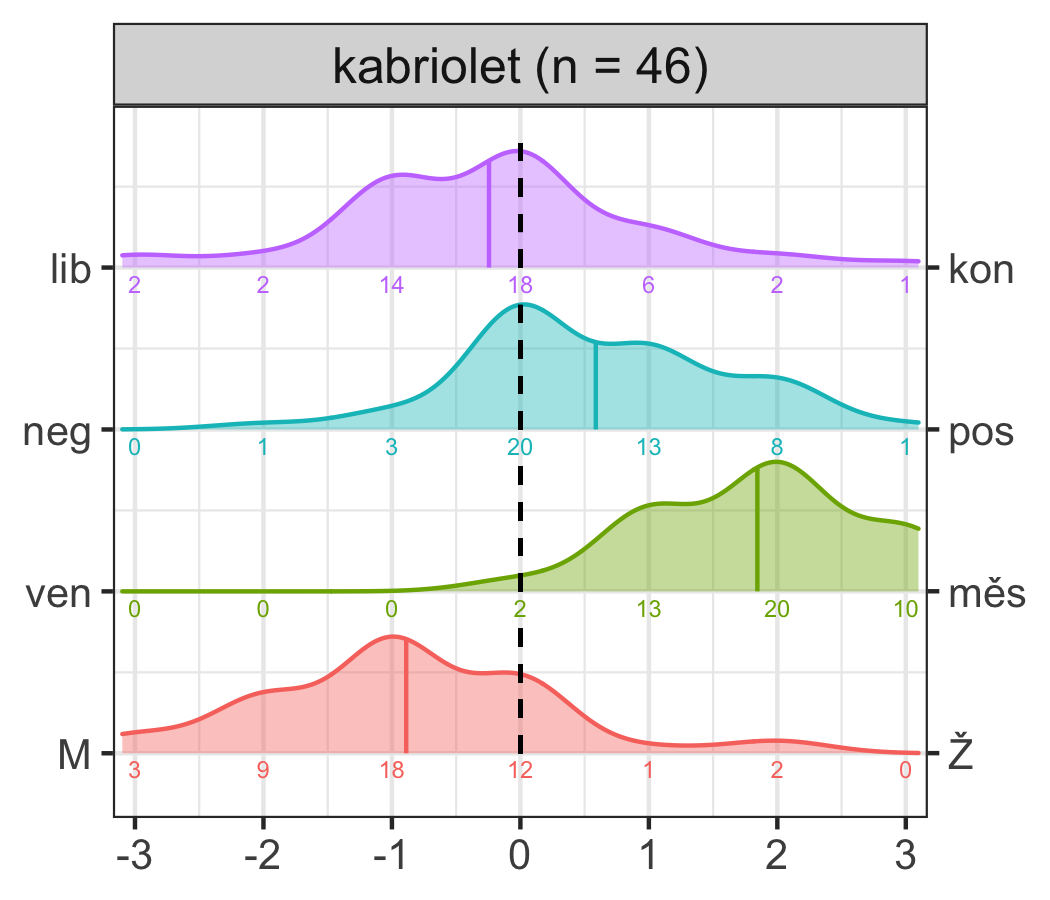 kabriolet (n = 46)
lib kon
2 2 14 18 6 2 1
neg pos
0 1 3 20 13 8 1
ven měs
0 0 0 2 13 20 10
M Ž
3 9 18 12 1 2 0
-3 -2 -1 0 1 2 3